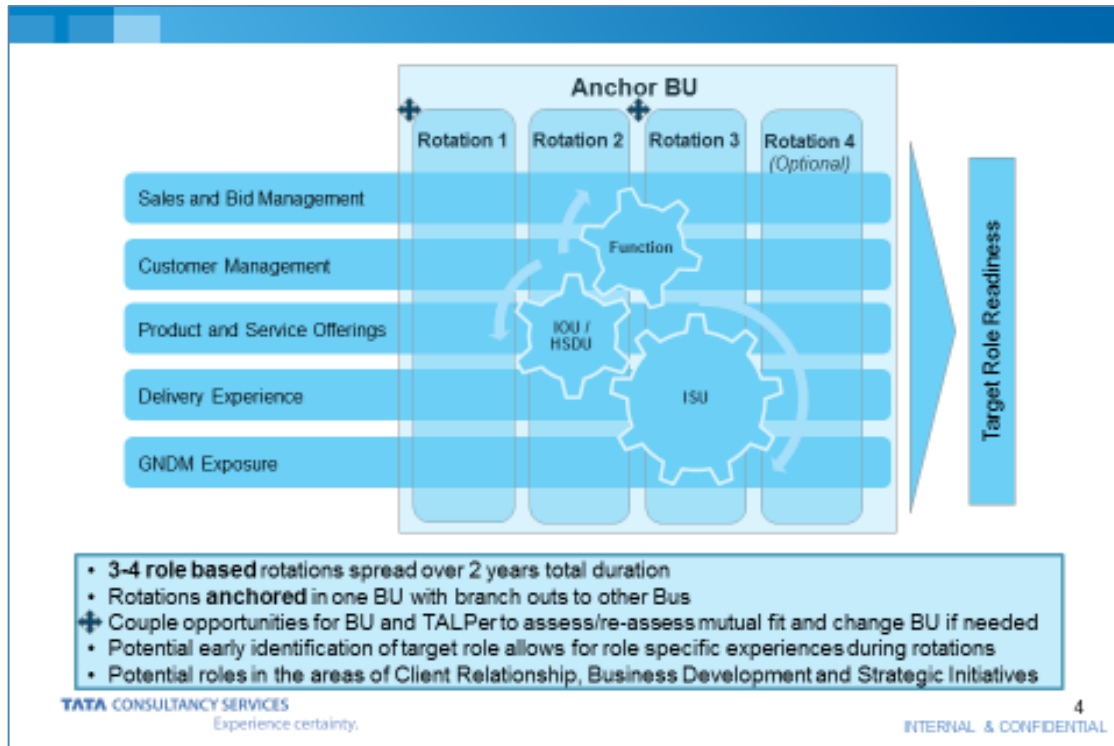 Anchor BU
Rotation 1
Rotation 2
Rotation 3
Rotation 4
(Optional)
Sales and Bid Management
Customer Management
Product and Service Offerings
Delivery Experience
GNDM Exposure
Function
IOU /
HSDU
ISU
Target Role Readiness
• 3-4 role based rotations spread over 2 years total duration
• Rotations anchored in one BU with branch outs to other Bus
Couple opportunities for BU and TALPer to assess/re-assess mutual fit and change BU if needed
• Potential early identification of target role allows for role specific experiences during rotations
• Potential roles in the areas of Client Relationship, Business Development and Strategic Initiatives
TATA CONSULTANCY SERVICES
Experience certainty.
4
INTERNAL & CONFIDENTIAL